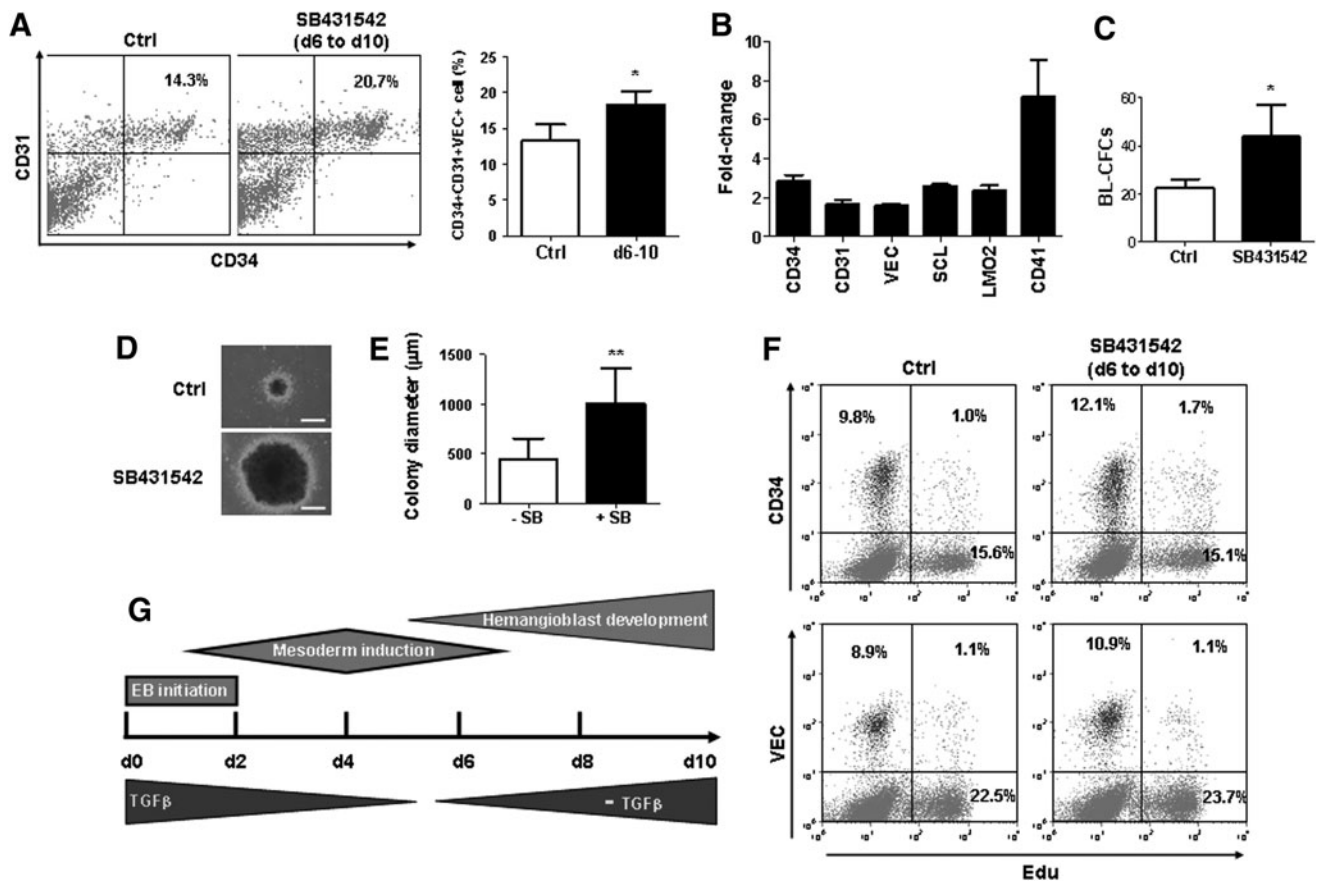 A
Ctrl
SB431542
(d6 to d10)
14.3%
20.7%
CD31
CD34
CD34+CD31+VEC+ cell (%)
25
20
15
10
5
0
*
Ctrl
d6-10
B
Fold-change
10
8
6
4
2
0
CD34
CD31
VEC
SCL
LMO2
CD41
C
BL-CFCs
60
40
20
0
*
Ctrl
SB431542
D
Ctrl
SB431542
E
Colony diameter (µm)
1500
1000
500
0
**
- SB
+ SB
F
Ctrl
SB431542
(d6 to d10)
CD34
9.8%
1.0%
15.6%
12.1%
1.7%
15.1%
VEC
8.9%
1.1%
22.5%
10.9%
1.1%
23.7%
Edu
G
Hemangioblast development
Mesoderm induction
EB initiation
d0
d2
d4
d6
d8
d10
TGFβ
- TGFβ